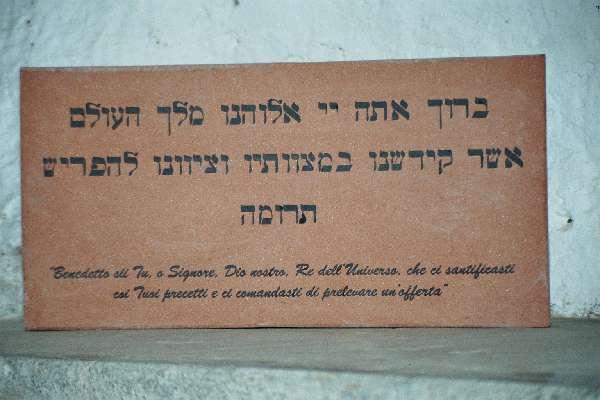 ברוך אתה יי אלוהנו מלך העולם
אשר קידשנו במצוותיו וציוונו להפריש
תרומה
"Benedetto sii Tu, o Signore, Dio nostro, Re dell'Universo, che ci santificasti
coi Tuoi precetti e ci comandasti di prelevare un'offerta"